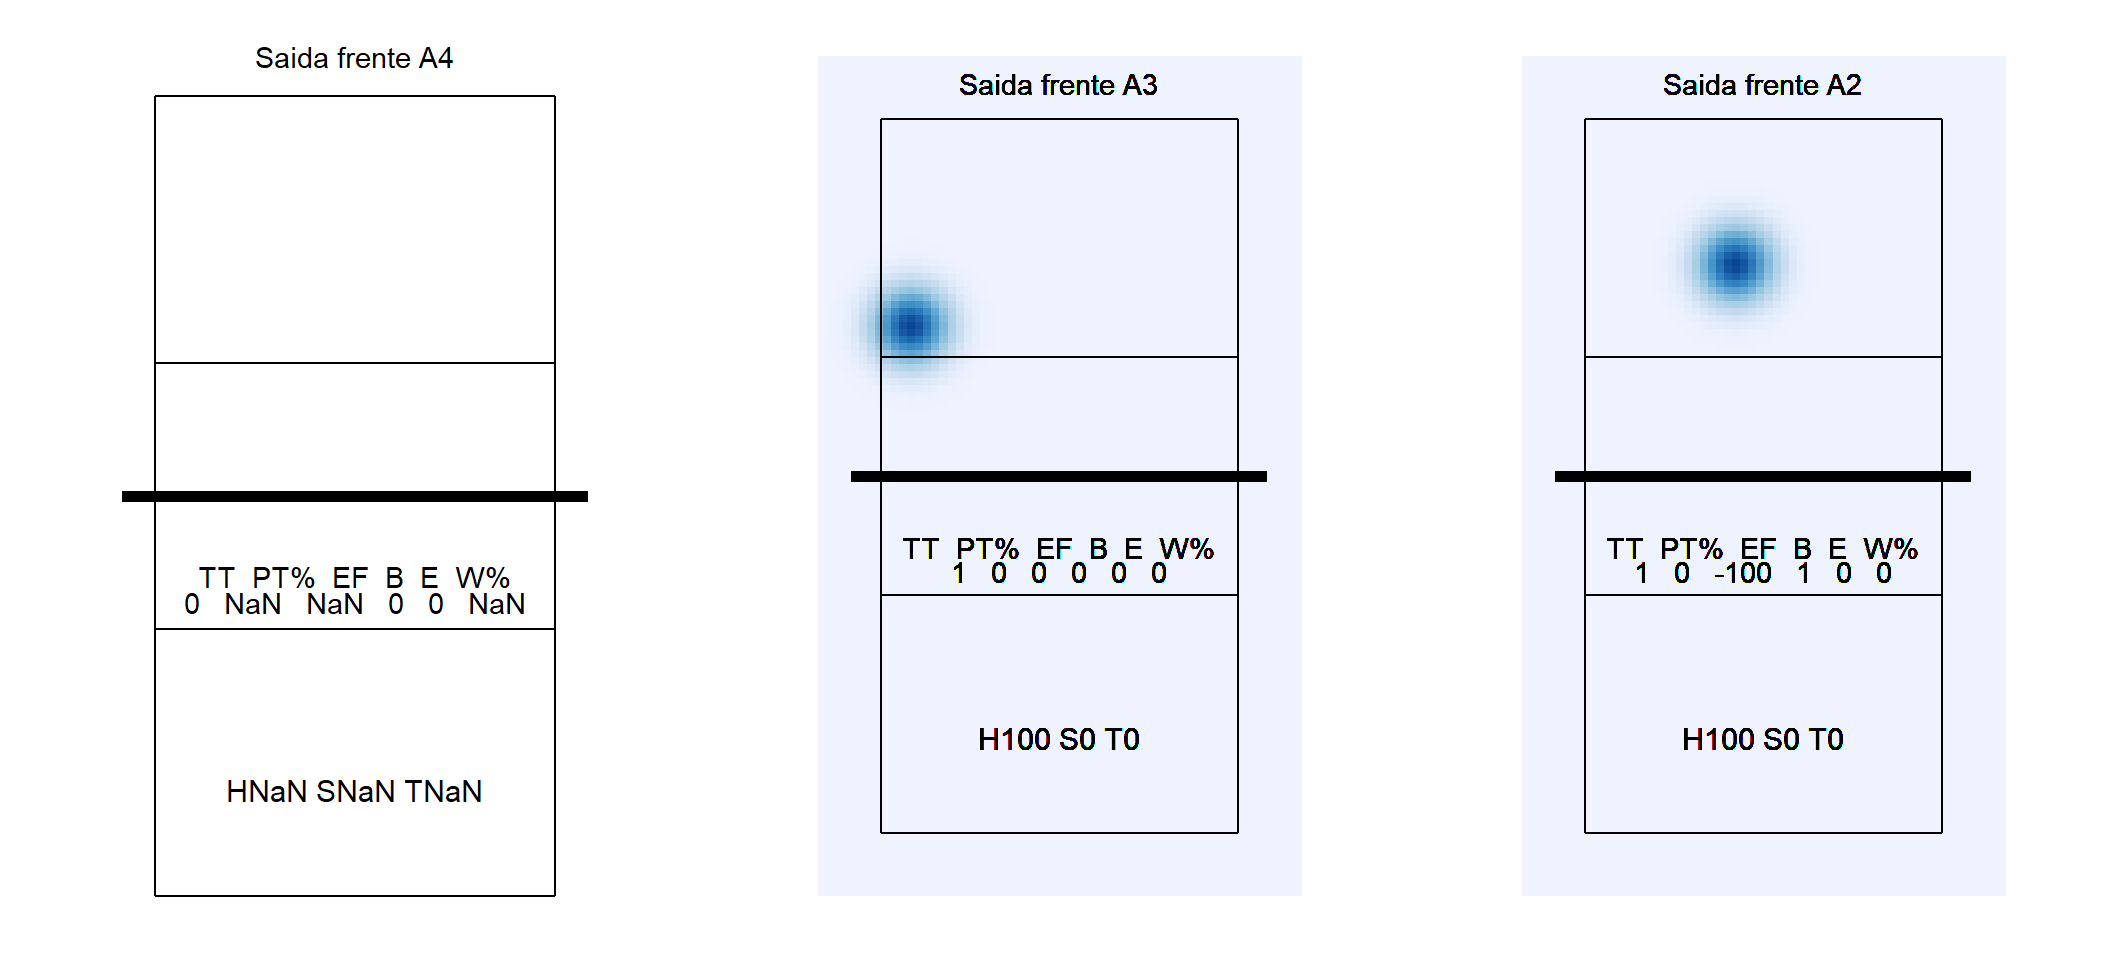 Saida frente A4
TT PT% EF B E W%
0 NaN NaN 0 0 NaN
HNaN SNaN TNaN
Saida frente A3
TT PT% EF B E W%
1 0 0 0 0 0
H100 S0 T0
Saida frente A2
TT PT% EF B E W%
1 0 -100 1 0 0
H100 S0 T0